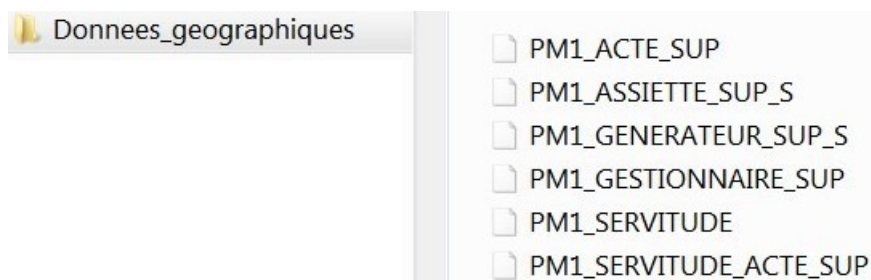 Donnees_geographiques
PM1_ACTE_SUP
PM1_ASSIETTE_SUP_S
PM1_GENERATEUR_SUP_S
PM1_GESTIONNAIRE_SUP
PM1_SERVITUDE
PM1_SERVITUDE_ACTE_SUP